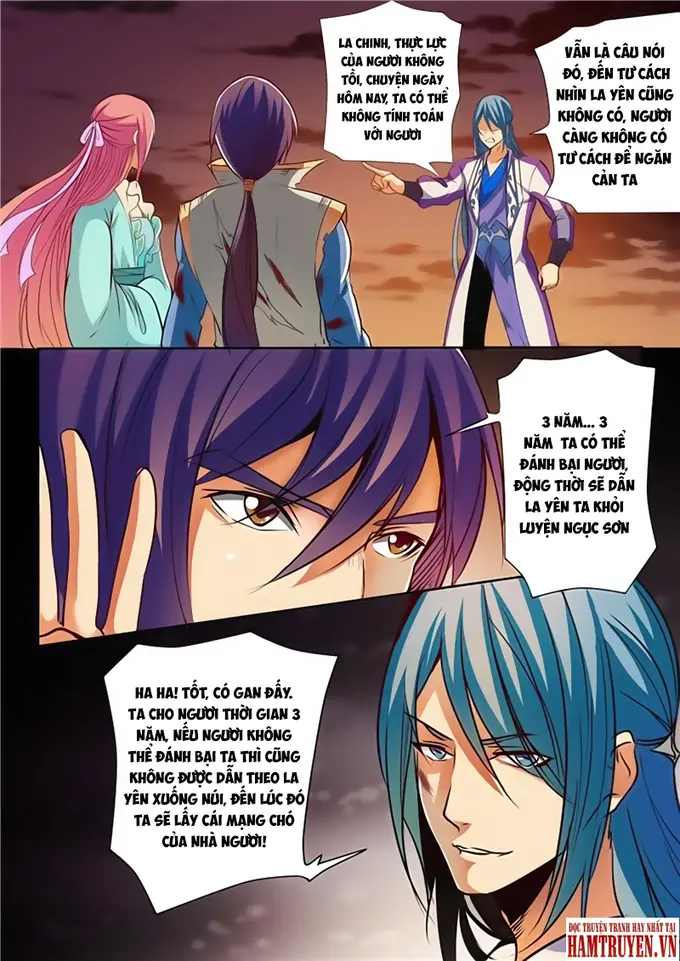 LA CHINH, THỰC LỰC
CỦA NGƯƠI KHÔNG
TỒI, CHUYỆN NGÀY
HÔM NAY, TA CÓ THỂ
KHÔNG TÍNH TOÁN
VỚI NGƯƠI
VẪN LÀ CÂU NÓI
ĐÓ, ĐẾN TƯ CÁCH
NHÌN LA YÊN CŨNG
KHÔNG CÓ, NGƯƠI
CÀNG KHÔNG CÓ
TƯ CÁCH ĐỂ NGĂN
CẢN TA
3 NĂM... 3
NĂM TA CÓ THỂ
ĐÁNH BẠI NGƯƠI,
ĐỘNG THỜI SẼ DẪN
LA YÊN TA KHỎI
LUYỆN NGỤC SƠN
HA HA! TỐT, CÓ GAN ĐẤY.
TA CHO NGƯƠI THỜI GIAN 3
NĂM, NẾU NGƯƠI KHÔNG
THỂ ĐÁNH BẠI TA THÌ CŨNG
KHÔNG ĐƯỢC DẪN THEO LA
YÊN XUỐNG NÚI, ĐẾN LÚC ĐÓ
TA SẼ LẤY CÁI MẠNG CHÓ
CỦA NHÀ NGƯƠI!
ĐỌC TRUYỆN TRANH HAY NHẤT TẠI
HAMTRUYEN.VN